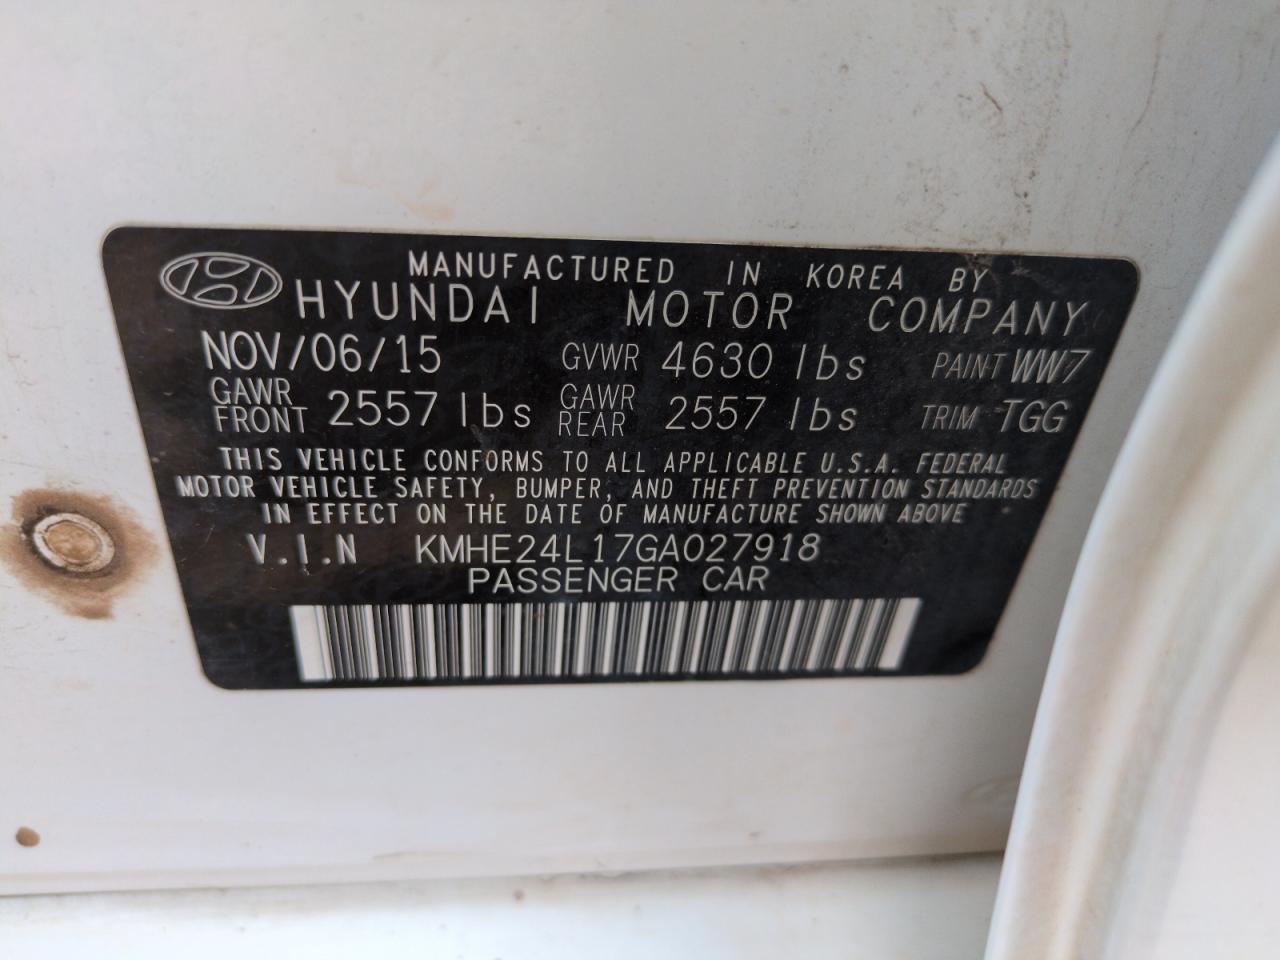 MANUFACTURED IN KOREA BY
HYUNDAI MOTOR COMPANY
NOV/06/15 GVWR 4630 lbs PAINT WW7
GAWR FRONT 2557 lbs GAWR REAR 2557 lbs TRIM TGG
THIS VEHICLE CONFORMS TO ALL APPLICABLE U.S.A. FEDERAL
MOTOR VEHICLE SAFETY, BUMPER, AND THEFT PREVENTION STANDARDS
IN EFFECT ON THE DATE OF MANUFACTURE SHOWN ABOVE
V.I.N KMHE24L17GA027918
PASSENGER CAR